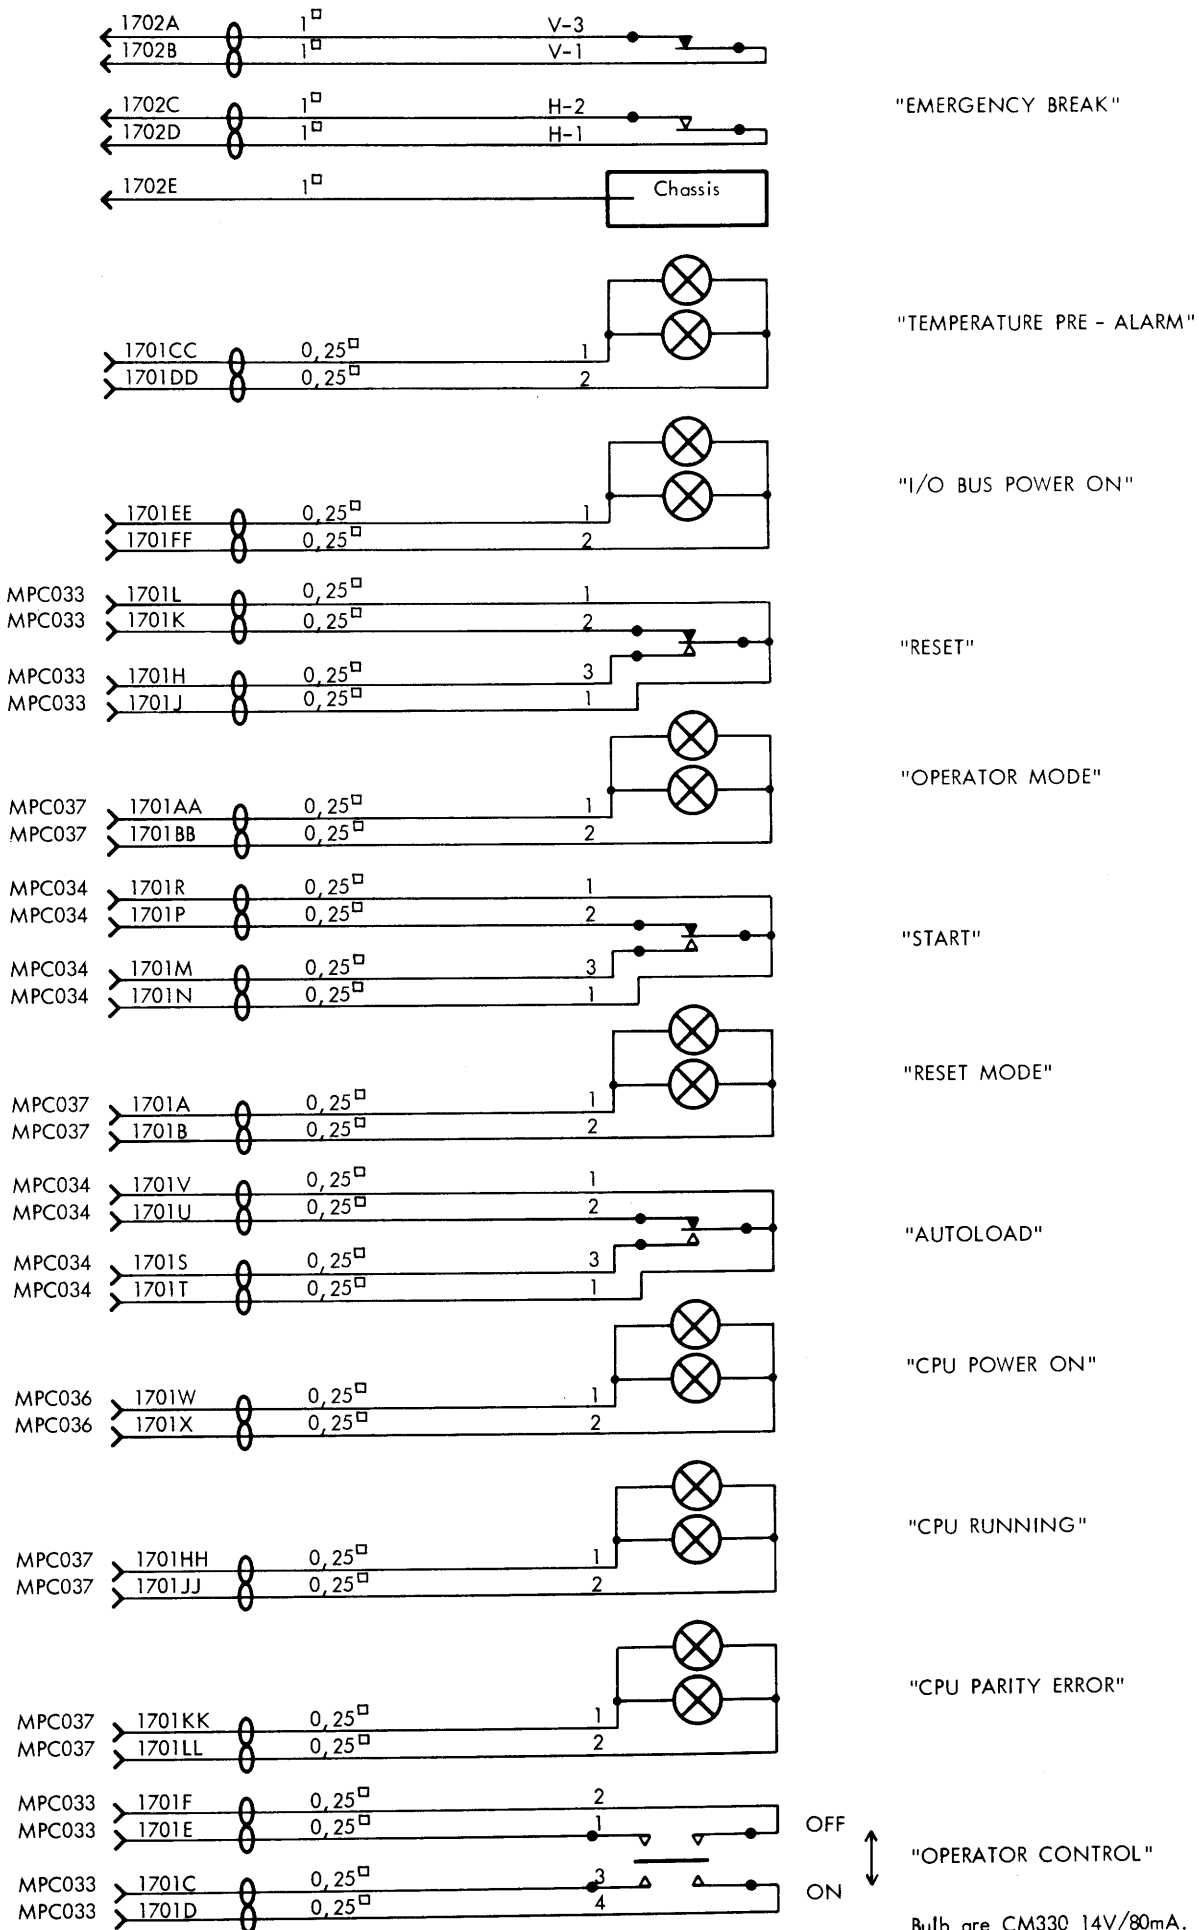 1702A 1□ V-3
1702B 1□ V-1
1702C 1□ H-2
1702D 1□ H-1
"EMERGENCY BREAK"
1702E 1□ Chassis
"TEMPERATURE PRE - ALARM"
1701CC 0,25□ 1
1701DD 0,25□ 2
"I/O BUS POWER ON"
1701EE 0,25□ 1
1701FF 0,25□ 2
MPC033 1701L 0,25□ 1
MPC033 1701K 0,25□ 2
"RESET"
MPC033 1701H 0,25□ 3
MPC033 1701J 0,25□ 1
"OPERATOR MODE"
MPC037 1701AA 0,25□ 1
MPC037 1701BB 0,25□ 2
MPC034 1701R 0,25□ 1
MPC034 1701P 0,25□ 2
"START"
MPC034 1701M 0,25□ 3
MPC034 1701N 0,25□ 1
"RESET MODE"
MPC037 1701A 0,25□ 1
MPC037 1701B 0,25□ 2
MPC034 1701V 0,25□ 1
MPC034 1701U 0,25□ 2
"AUTOLOAD"
MPC034 1701S 0,25□ 3
MPC034 1701T 0,25□ 1
"CPU POWER ON"
MPC036 1701W 0,25□ 1
MPC036 1701X 0,25□ 2
"CPU RUNNING"
MPC037 1701HH 0,25□ 1
MPC037 1701JJ 0,25□ 2
"CPU PARITY ERROR"
MPC037 1701KK 0,25□ 1
MPC037 1701LL 0,25□ 2
MPC033 1701F 0,25□ 2
MPC033 1701E 0,25□ 1 OFF
"OPERATOR CONTROL"
MPC033 1701C 0,25□ 3 ON
MPC033 1701D 0,25□ 4
Bulb are CM330 14V/80mA.